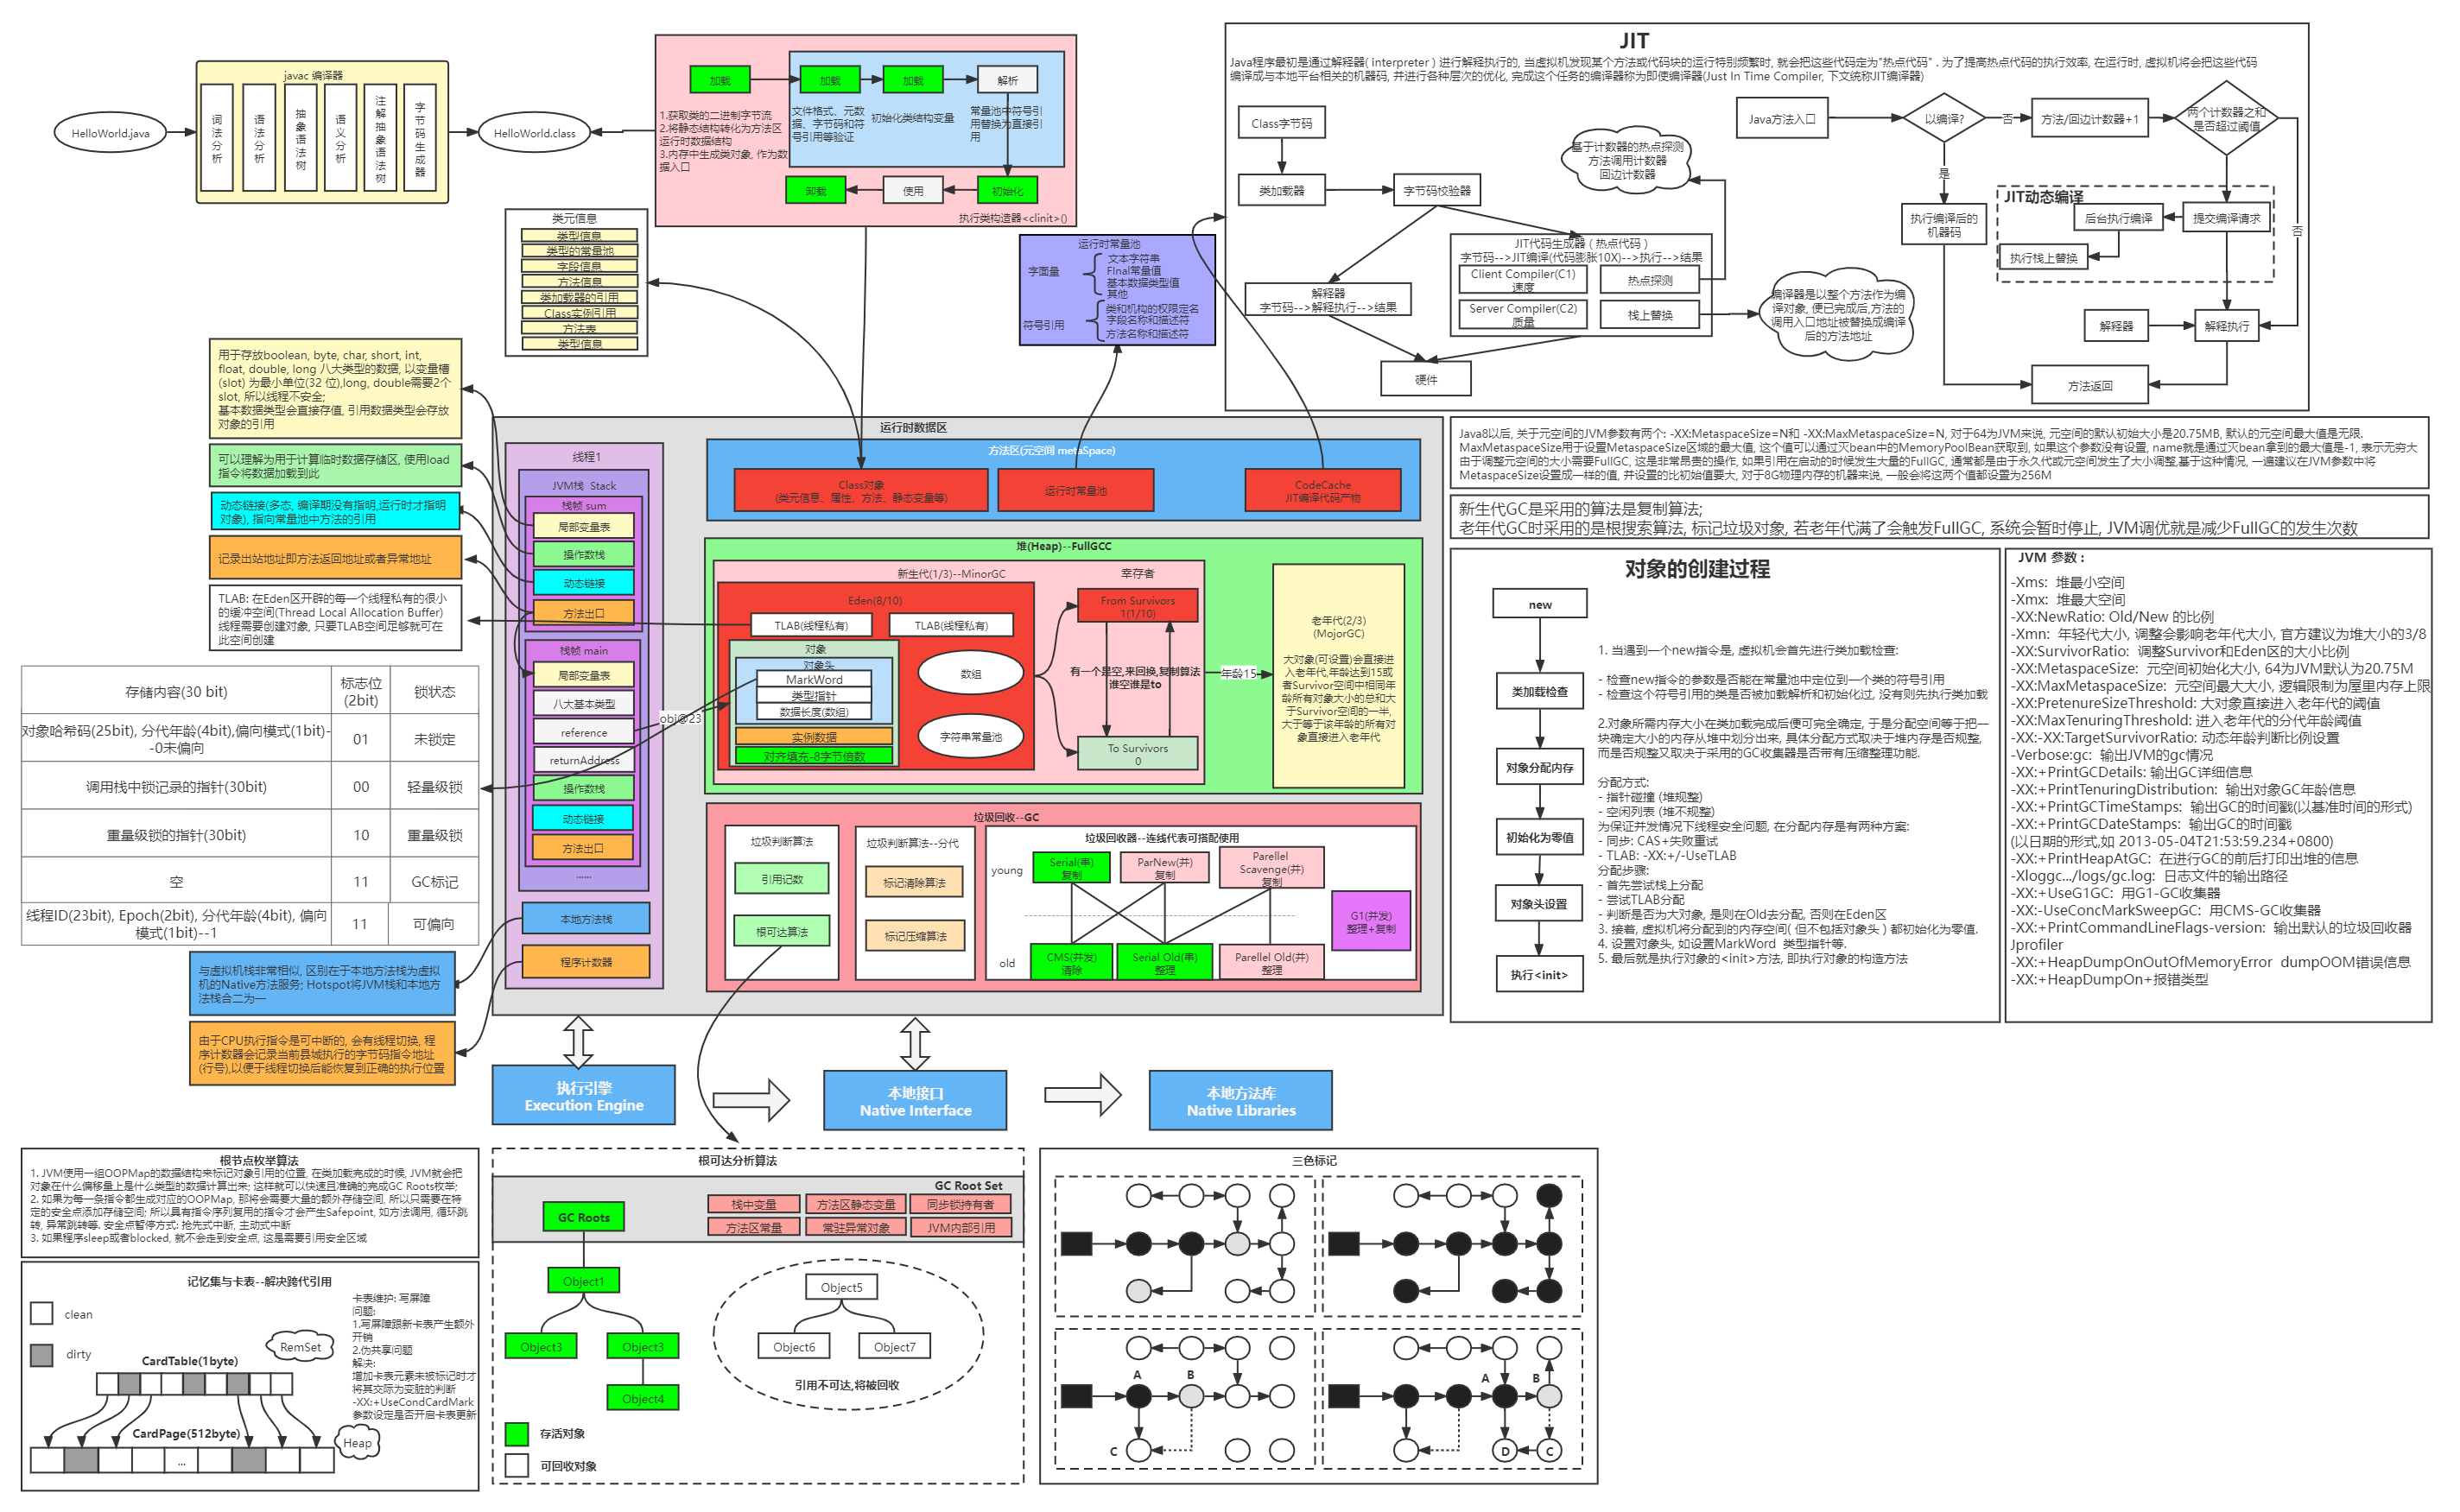 javac 编译器
HelloWorld.java
词法分析
语法分析
抽象语法树
语义分析
注解抽象语法树
字节码生成器
HelloWorld.class
加载
加载
加载
解析
1.获取类的二进制字节流
2.将静态结构转化为方法区
运行时数据结构
3.内存中生成类对象, 作为数
据入口
文件格式、元数
据、字节码和符
号引用等验证
初始化类结构变量
常量池中符号引
用替换为直接引
用
卸载
使用
初始化
执行类构造器<clinit>()
类元信息
类型信息
类型的常量池
字段信息
方法信息
类加载器的引用
Class实例引用
方法表
类型信息
运行时常量池
字面量
文本字符串
FInal常量值
基本数据类型值
其他
符号引用
类和机构的权限定名
字段名称和描述符
方法名称和描述符
JIT
Java程序最初是通过解释器( interpreter ) 进行解释执行的, 当虚拟机发现某个方法或代码块的运行特别频繁时, 就会把这些代码定为"热点代码" . 为了提高热点代码的执行效率, 在运行时, 虚拟机将会把这些代码
编译成与本地平台相关的机器码, 并进行各种层次的优化, 完成这个任务的编译器称为即使编译器(Just In Time Compiler, 下文统称JIT编译器)
Class字节码
类加载器
字节码校验器
基于计数器的热点探测
方法调用计数器
回边计数器
JIT代码生成器 ( 热点代码 )
字节码-->JIT编译(代码膨胀10X)-->执行-->结果
Client Compiler(C1)
速度
热点探测
Server Compiler(C2)
质量
栈上替换
解释器
字节码-->解释执行-->结果
硬件
编译器是以整个方法作为编
译对象, 便已完成后,方法的
调用入口地址被替换成编译
后的方法地址
Java方法入口
以编译?
否
方法/回边计数器+1
两个计数器之和
是否超过阈值
是
执行编译后的
机器码
JIT动态编译
后台执行编译
提交编译请求
执行栈上替换
否
解释器
解释执行
方法返回
用于存放boolean, byte, char, short, int,
float, double, long 八大类型的数据, 以变量槽
(slot) 为最小单位(32 位),long, double需要2个
slot, 所以线程不安全;
基本数据类型会直接存值, 引用数据类型会存放
对象的引用
可以理解为用于计算临时数据存储区, 使用load
指令将数据加载到此
动态链接(多态, 编译期没有指明,运行时才指明
对象), 指向常量池中方法的引用
记录出站地址即方法返回地址或者异常地址
TLAB: 在Eden区开辟的每一个线程私有的很小
的缓冲空间(Thread Local Allocation Buffer)
线程需要创建对象, 只要TLAB空间足够就可在
此空间创建
运行时数据区
线程1
JVM栈 Stack
栈帧 sum
局部变量表
操作数栈
动态链接
方法出口
栈帧 main
局部变量表
八大基本类型
reference
returnAddress
操作数栈
动态链接
方法出口
......
本地方法栈
程序计数器
方法区(元空间 metaSpace)
Class对象
(类元信息、属性、方法、静态变量等)
运行时常量池
CodeCache
JIT编译代码产物
堆(Heap)--FullGCC
新生代(1/3)--MinorGC
幸存者
Eden(8/10)
TLAB(线程私有)
TLAB(线程私有)
对象
对象头
MarkWord
类型指针
数据长度(数组)
实例数据
对齐填充-8字节倍数
obj@23
数组
字符串常量池
From Survivors
1(1/10)
有一个是空,来回换,复制算法
谁空谁是to
To Survivors
0
年龄15
老年代(2/3)
(MojorGC)
大对象(可设置)会直接进
入老年代,年龄达到15或
者Survivor空间中相同年
龄所有对象大小的总和大
于Survivor空间的一半,
大于等于该年龄的所有对
象直接进入老年代
垃圾回收--GC
垃圾判断算法
引用记数
根可达算法
垃圾判断算法--分代
标记清除算法
标记压缩算法
垃圾回收器--连线代表可搭配使用
young
Serial(串)
复制
ParNew(并)
复制
Parellel
Scavenge(并)
复制
G1(并发)
整理+复制
old
CMS(并发)
清除
Serial Old(串)
整理
Parellel Old(并)
整理
存储内容(30 bit)
标志位
(2bit)
锁状态
对象哈希码(25bit), 分代年龄(4bit),偏向模式(1bit)-
-0未偏向
01
未锁定
调用栈中锁记录的指针(30bit)
00
轻量级锁
重量级锁的指针(30bit)
10
重量级锁
空
11
GC标记
线程ID(23bit), Epoch(2bit), 分代年龄(4bit), 偏向
模式(1bit)--1
11
可偏向
与虚拟机栈非常相似, 区别在于本地方法栈为虚拟
机的Native方法服务; Hotspot将JVM栈和本地方
法栈合二为一
由于CPU执行指令是可中断的, 会有线程切换, 程
序计数器会记录当前县城执行的字节码指令地址
(行号),以便于线程切换后能恢复到正确的执行位置
执行引擎
Execution Engine
本地接口
Native Interface
本地方法库
Native Libraries
Java8以后, 关于元空间的JVM参数有两个: -XX:MetaspaceSize=N和 -XX:MaxMetaspaceSize=N, 对于64为JVM来说, 元空间的默认初始大小是20.75MB, 默认的元空间最大值是无限.
MaxMetaspaceSize用于设置MetaspaceSize区域的最大值, 这个值可以通过灭bean中的MemoryPoolBean获取到, 如果这个参数没有设置, name就是通过灭bean拿到的最大值是-1, 表示无穷大
由于调整元空间的大小需要FullGC, 这是非常昂贵的操作, 如果引用在启动的时候发生大量的FullGC, 通常都是由于永久代或元空间发生了大小调整,基于这种情况, 一遍建议在JVM参数中将
MetaspaceSize设置成一样的值, 并设置的比初始值要大, 对于8G物理内存的机器来说, 一般会将这两个值都设置为256M
新生代GC是采用的算法是复制算法;
老年代GC时采用的是根搜索算法, 标记垃圾对象, 若老年代满了会触发FullGC, 系统会暂时停止, JVM调优就是减少FullGC的发生次数
对象的创建过程
new
类加载检查
对象分配内存
初始化为零值
对象头设置
执行<init>
1. 当遇到一个new指令是, 虚拟机会首先进行类加载检查:
- 检查new指令的参数是否能在常量池中定位到一个类的符号引用
- 检查这个符号引用的类是否被加载解析和初始化过, 没有则先执行类加载
2.对象所需内存大小在类加载完成后便可完全确定, 于是分配空间等于把一
块确定大小的内存从堆中划分出来, 具体分配方式取决于堆内存是否规整,
而是否规整又取决于采用的GC收集器是否带有压缩整理功能.
分配方式:
- 指针碰撞 (堆规整)
- 空闲列表 (堆不规整)
为保证并发情况下线程安全问题, 在分配内存是有两种方案:
- 同步: CAS+失败重试
- TLAB: -XX:+/-UseTLAB
分配步骤:
- 首先尝试栈上分配
- 尝试TLAB分配
- 判断是否为大对象, 是则在Old去分配, 否则在Eden区
3. 接着, 虚拟机将分配到的内存空间( 但不包括对象头 ) 都初始化为零值.
4. 设置对象头, 如设置MarkWord 类型指针等.
5. 最后就是执行对象的<init>方法, 即执行对象的构造方法
JVM 参数 :
-Xms: 堆最小空间
-Xmx: 堆最大空间
-XX:NewRatio: Old/New 的比例
-Xmn: 年轻代大小, 调整会影响老年代大小, 官方建议为堆大小的3/8
-XX:SurvivorRatio: 调整Survivor和Eden区的大小比例
-XX:MetaspaceSize: 元空间初始化大小, 64为JVM默认为20.75M
-XX:MaxMetaspaceSize: 元空间最大大小, 逻辑限制为屋里内存上限
-XX:PretenureSizeThreshold: 大对象直接进入老年代的阈值
-XX:MaxTenuringThreshold: 进入老年代的分代年龄阈值
-XX:-XX:TargetSurvivorRatio: 动态年龄判断比例设置
-Verbose:gc: 输出JVM的gc情况
-XX:+PrintGCDetails: 输出GC详细信息
-XX:+PrintTenuringDistribution: 输出对象GC年龄信息
-XX:+PrintGCTimeStamps: 输出GC的时间戳(以基准时间的形式)
-XX:+PrintGCDateStamps: 输出GC的时间戳
(以日期的形式,如 2013-05-04T21:53:59.234+0800)
-XX:+PrintHeapAtGC: 在进行GC的前后打印出堆的信息
-Xloggc.../logs/gc.log: 日志文件的输出路径
-XX:+UseG1GC: 用G1-GC收集器
-XX:-UseConcMarkSweepGC: 用CMS-GC收集器
-XX:+PrintCommandLineFlags-version: 输出默认的垃圾回收器
Jprofiler
-XX:+HeapDumpOnOutOfMemoryError dumpOOM错误信息
-XX:+HeapDumpOn+报错类型
根节点枚举算法
1. JVM使用一组OOPMap的数据结构来标记对象引用的位置, 在类加载完成的时候, JVM就会把
对象在什么偏移量上是什么类型的数据计算出来; 这样就可以快速且准确的完成GC Roots枚举;
2. 如果为每一条指令都生成对应的OOPMap, 那将会需要大量的额外存储空间, 所以只需要在特
定的安全点添加存储空间; 所以具有指令序列复用的指令才会产生Safepoint, 如方法调用, 循环跳
转, 异常跳转等. 安全点暂停方式: 抢先式中断, 主动式中断
3. 如果程序sleep或者blocked, 就不会走到安全点, 这是需要引用安全区域
记忆集与卡表--解决跨代引用
clean
dirty
RemSet
CardTable(1byte)
CardPage(512byte)
...
Heap
卡表维护: 写屏障
问题:
1.写屏障跟新卡表产生额外
开销
2.伪共享问题
解决:
增加卡表元素未被标记时才
将其交际为变脏的判断
-XX:+UseCondCardMark
参数设定是否开启卡表更新
根可达分析算法
GC Root Set
GC Roots
栈中变量
方法区静态变量
同步锁持有者
方法区常量
常驻异常对象
JVM内部引用
Object1
Object3
Object3
Object4
Object5
Object6
Object7
引用不可达,将被回收
存活对象
可回收对象
三色标记
A
B
C
A
B
D
C